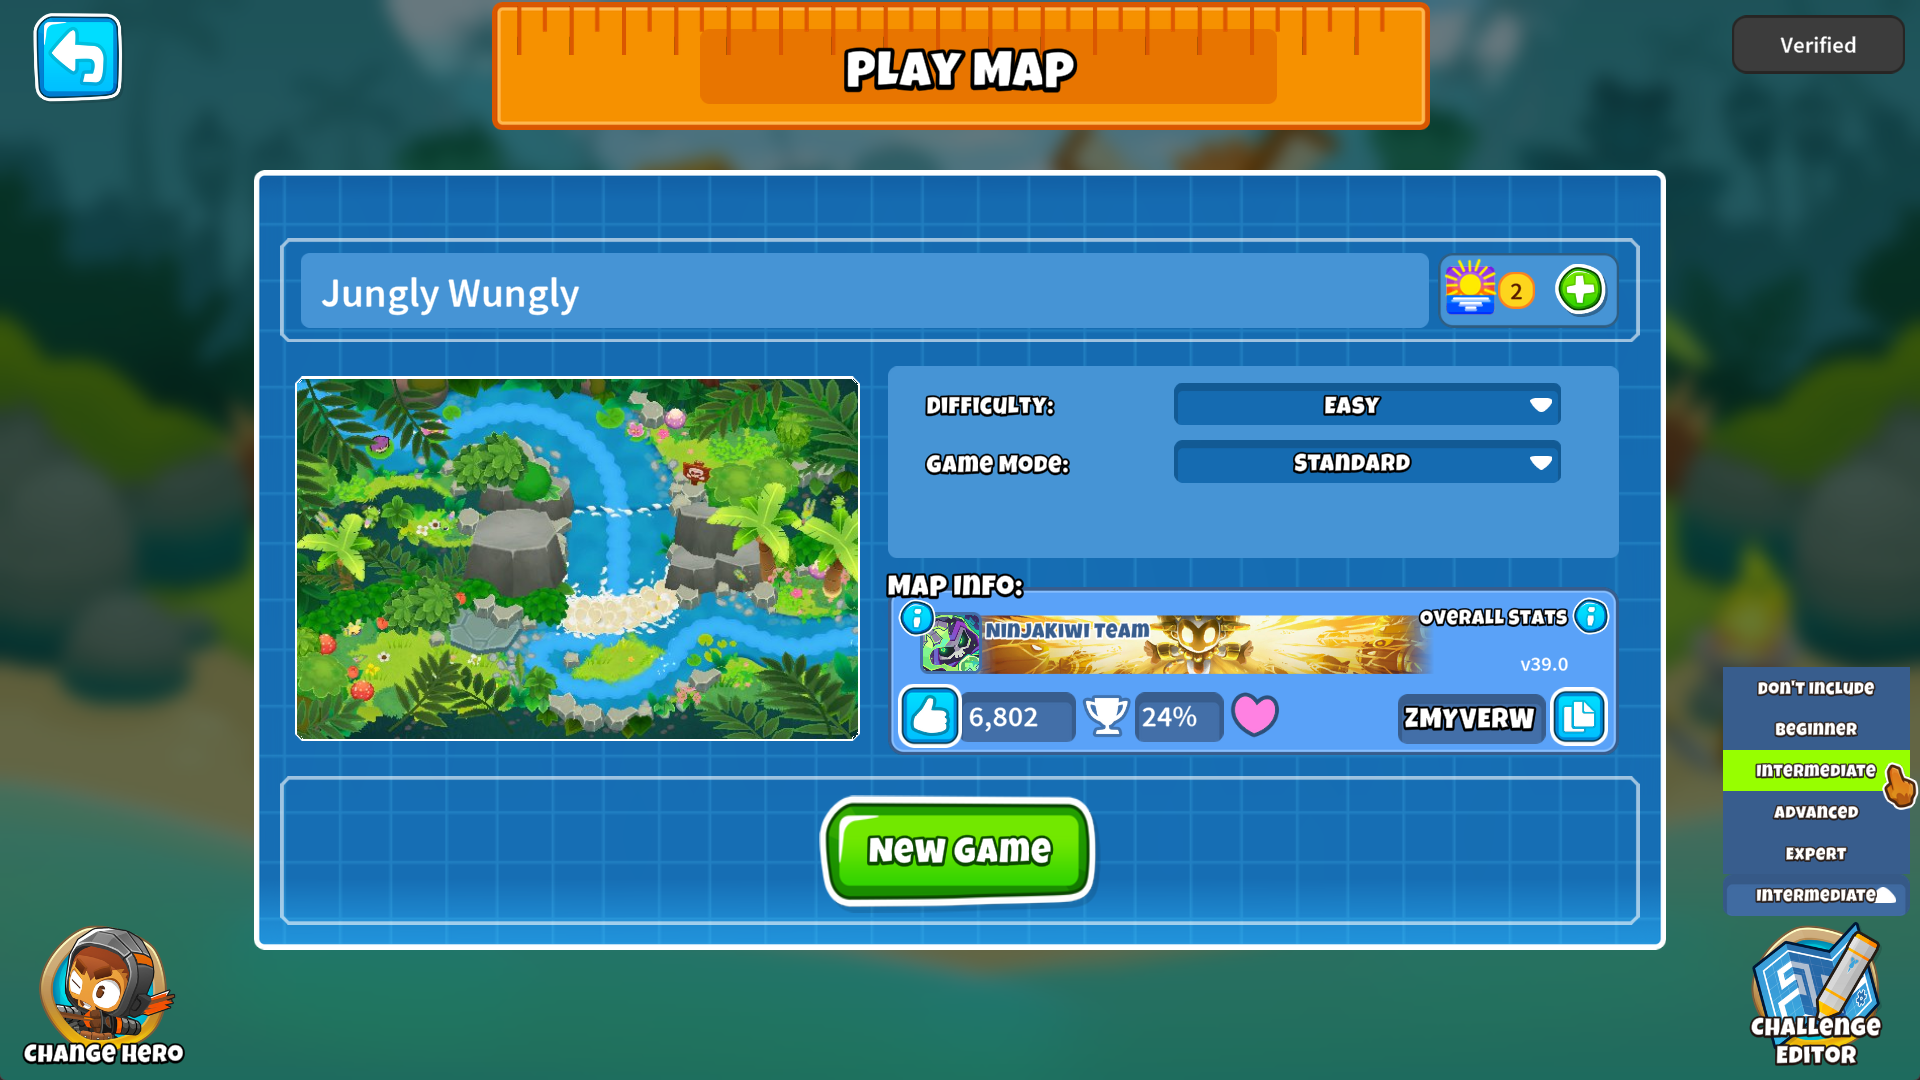 PLAY MAP
Verified
Jungly Wungly
2
DIFFICULTY:
EASY
GAME MODE:
STANDARD
MAP INFO:
NINJAKIWI TEAM
OVERALL STATS
v39.0
6,802
24%
ZMYVERW
DON'T INCLUDE
BEGINNER
INTERMEDIATE
ADVANCED
EXPERT
INTERMEDIATE
NEW GAME
CHANGE HERO
CHALLENGE
EDITOR